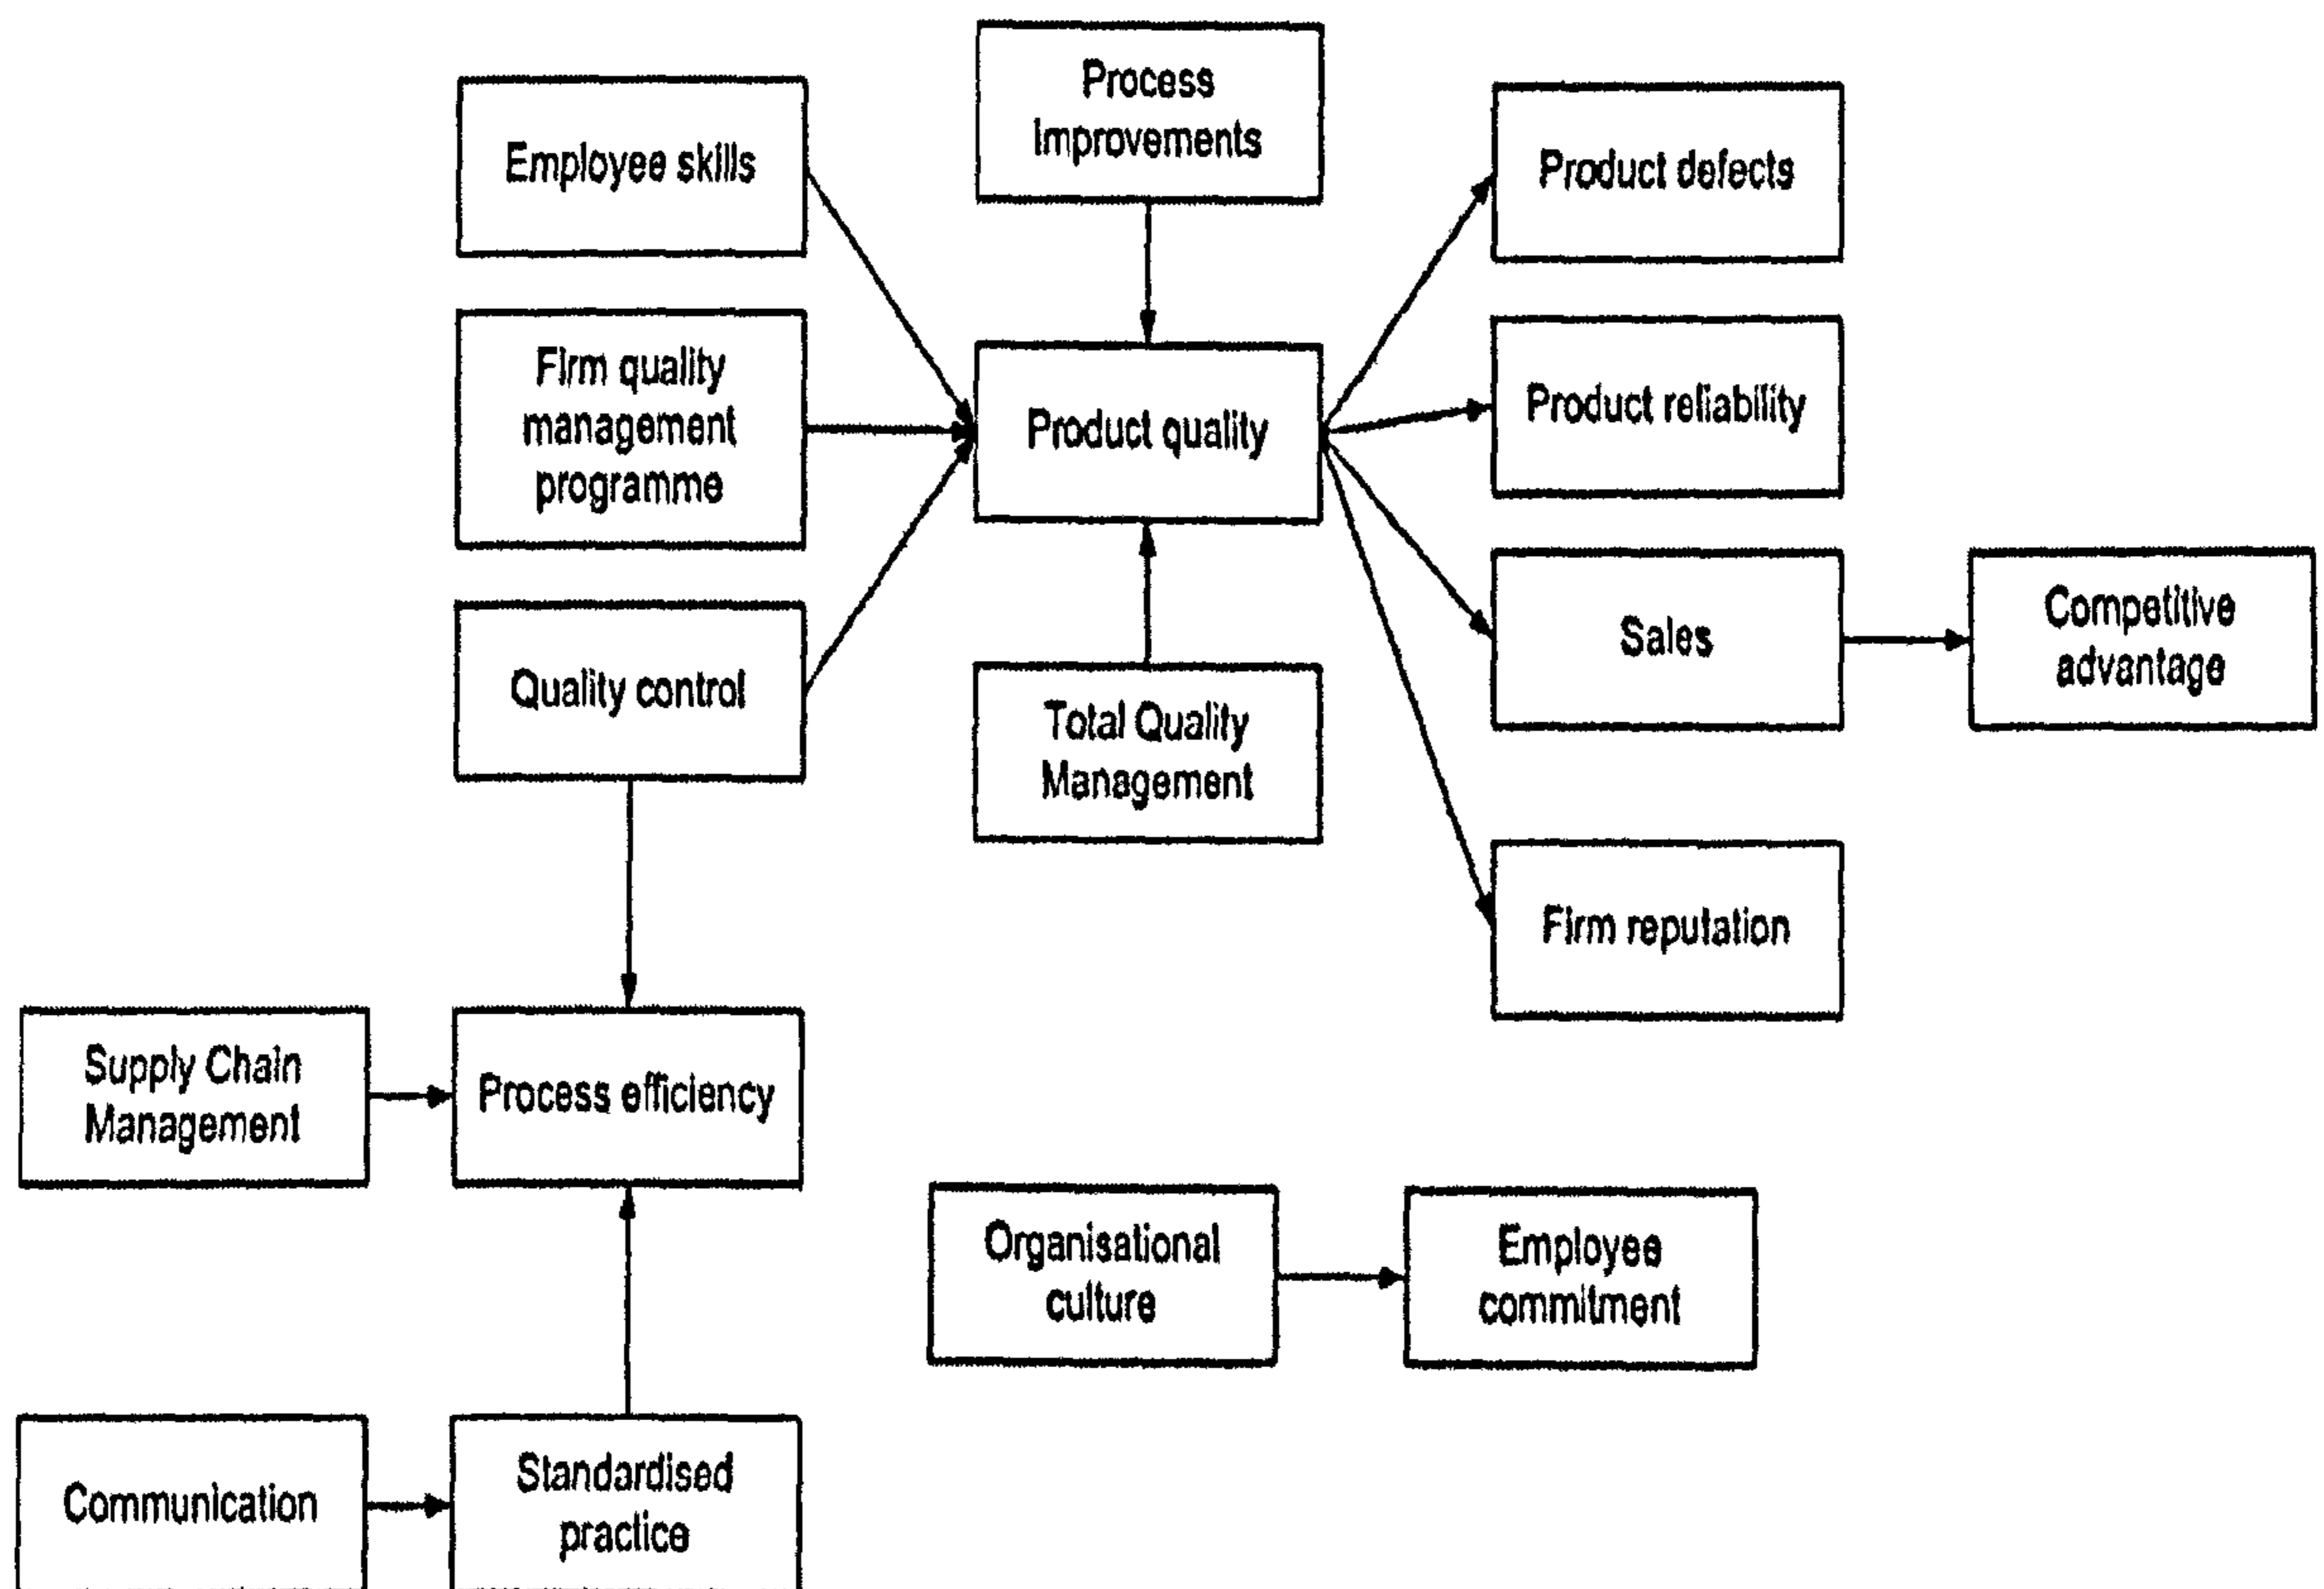 Process
Improvements
Employee skills
Product defects
Firm quality
management
programme
Product quality
Product reliability
Quality control
Total Quality
Management
Sales
Competitive
advantage
Firm reputation
Supply Chain
Management
Process efficiency
Organisational
culture
Employee
commitment
Communication
Standardised
practice